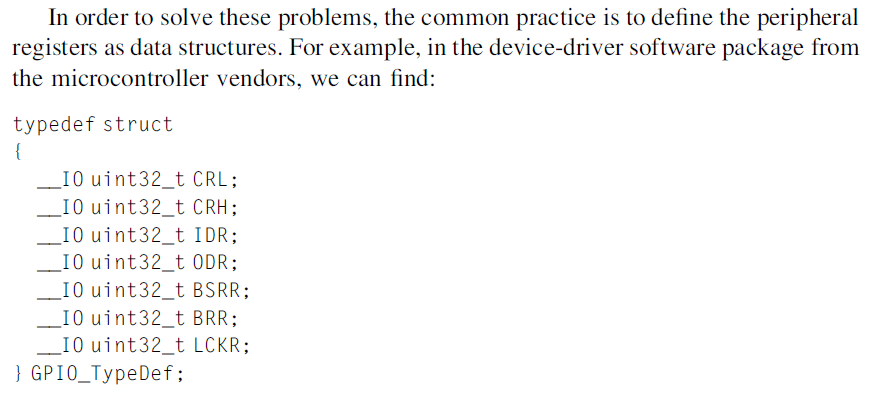 In order to solve these problems, the common practice is to define the peripheral
registers as data structures. For example, in the device-driver software package from
the microcontroller vendors, we can find:
typedef struct
{
__IO uint32_t CRL;
__IO uint32_t CRH;
__IO uint32_t IDR;
__IO uint32_t ODR;
__IO uint32_t BSRR;
__IO uint32_t BRR;
__IO uint32_t LCKR;
} GPIO_TypeDef;